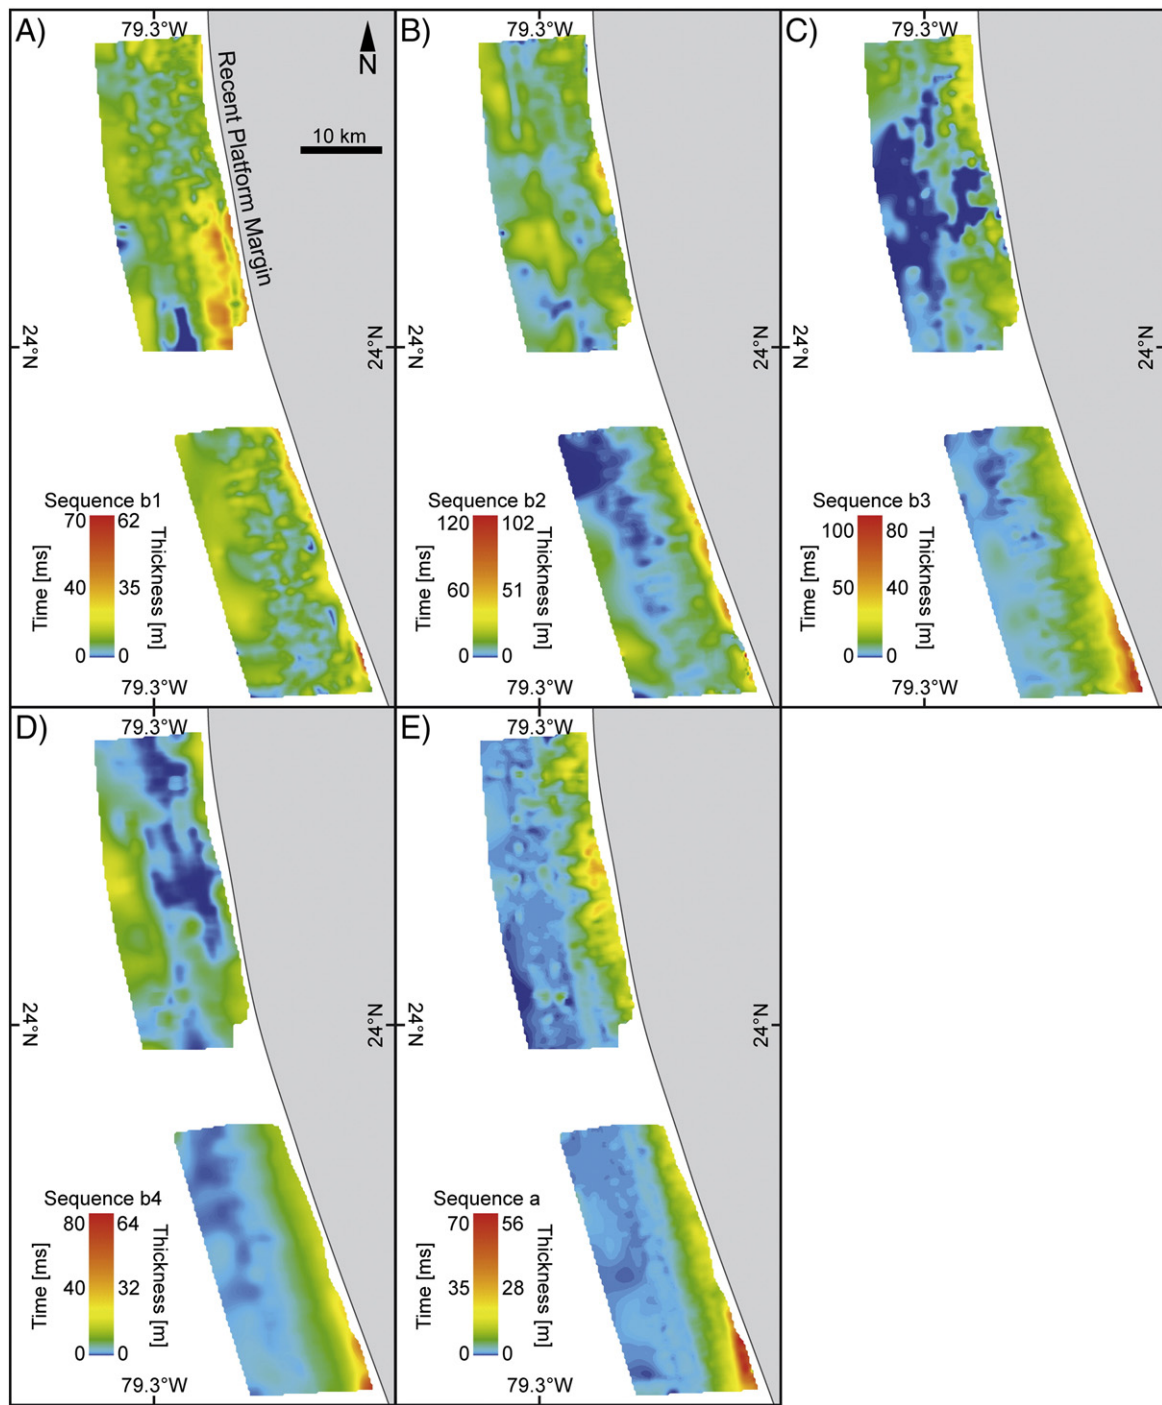 A)
79.3°W
N
Recent Platform Margin
10 km
24°N
24°N
Sequence b1
70
62
40
35
0
0
Time [ms]
Thickness [m]
79.3°W
B)
79.3°W
24°N
Sequence b2
120
102
60
51
0
0
Time [ms]
Thickness [m]
79.3°W
C)
79.3°W
24°N
Sequence b3
100
80
50
40
0
0
Time [ms]
Thickness [m]
79.3°W
D)
79.3°W
24°N
24°N
Sequence b4
80
64
40
32
0
0
Time [ms]
Thickness [m]
79.3°W
E)
79.3°W
24°N
Sequence a
70
56
35
28
0
0
Time [ms]
Thickness [m]
79.3°W